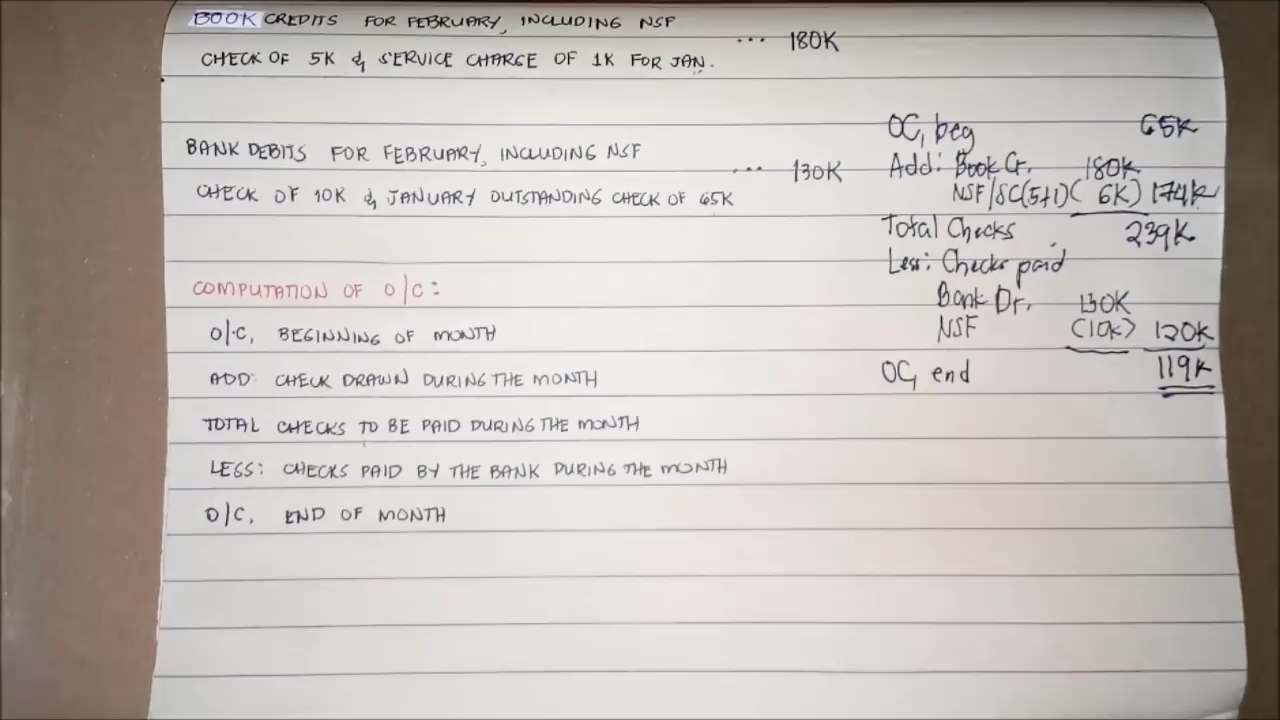 BOOK CREDITS FOR FEBRUARY, INCLUDING NSF
CHECK OF 5K & SERVICE CHARGE OF 1K FOR JAN. ... 180K
BANK DEBITS FOR FEBRUARY, INCLUDING NSF
CHECK OF 10K & JANUARY OUTSTANDING CHECK OF 65K ... 130K
COMPUTATION OF O/C:
O/C, BEGINNING OF MONTH
ADD: CHECK DRAWN DURING THE MONTH
TOTAL CHECKS TO BE PAID DURING THE MONTH
LESS: CHECKS PAID BY THE BANK DURING THE MONTH
O/C, END OF MONTH
OC, beg 65K
Add: Book Cr. 180K
NSF/SC(5+1) (6K) 174K
Total Checks 239K
Less: Checks paid
Bank Dr. 130K
NSF (10K) 120K
OC, end 119K